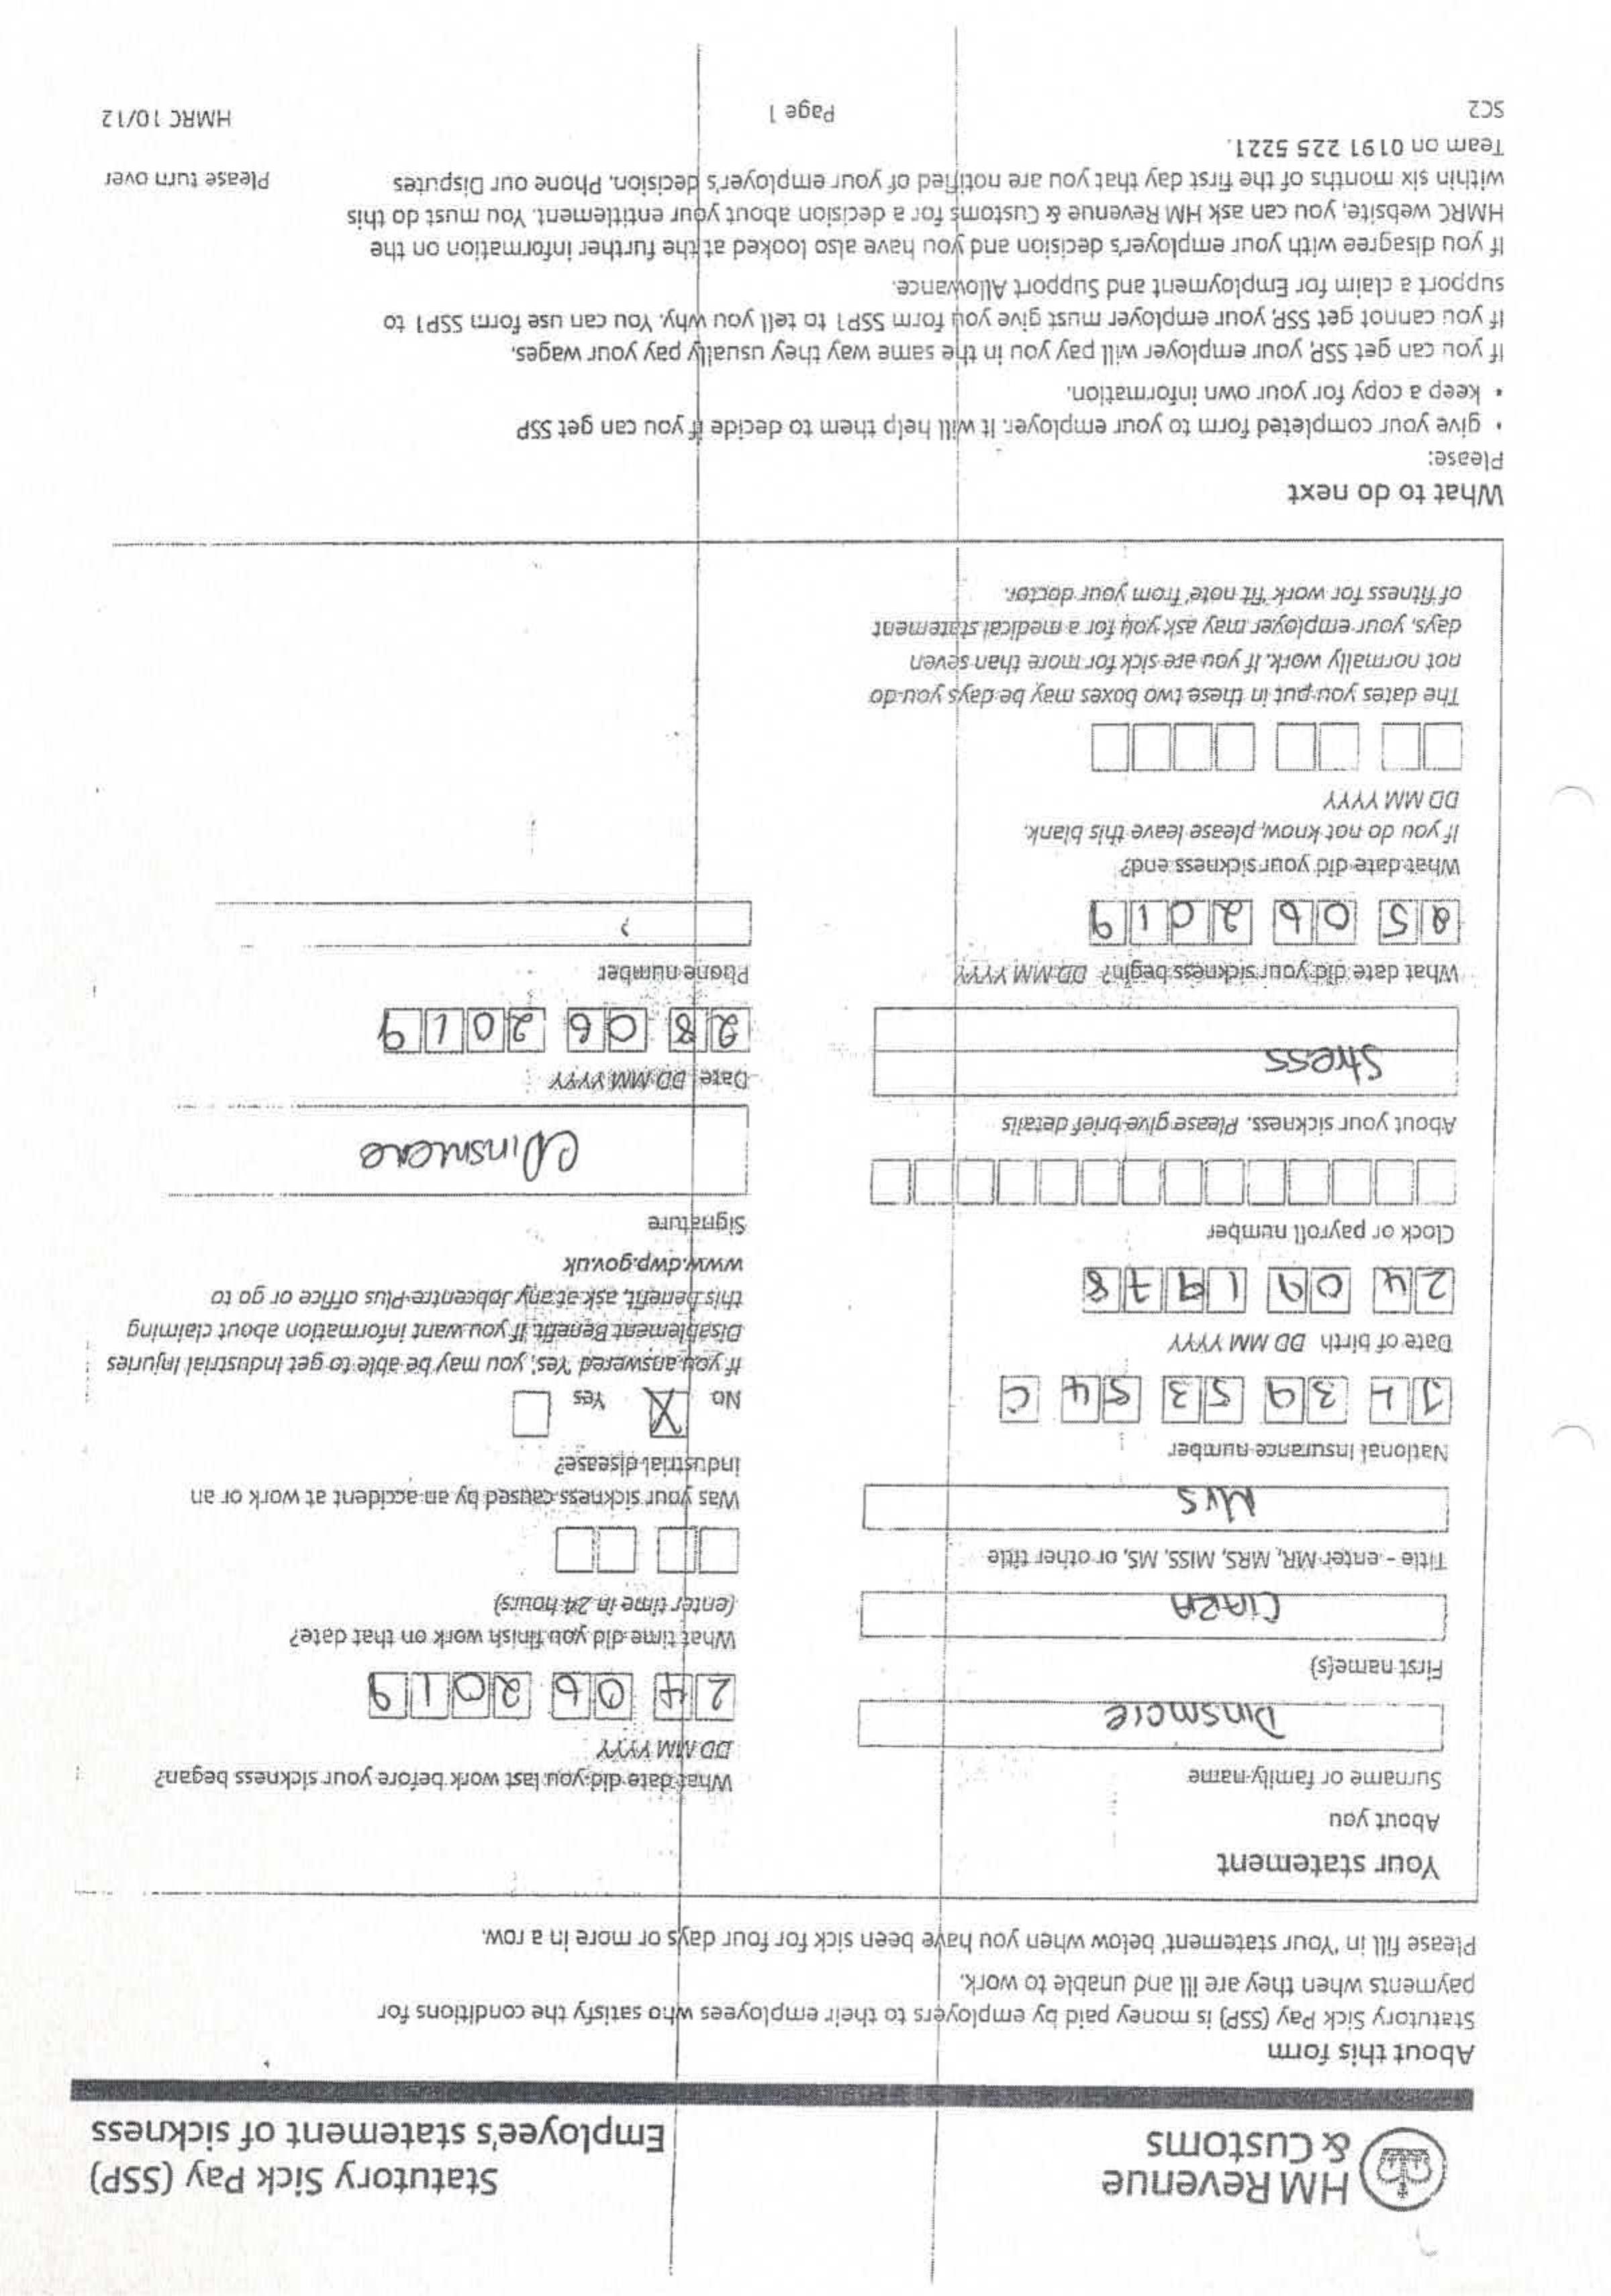 HM Revenue
& Customs
Statutory Sick Pay (SSP)
Employee's statement of sickness
About this form
Statutory Sick Pay (SSP) is money paid by employers to their employees who satisfy the conditions for
payments when they are ill and unable to work.
Please fill in 'Your statement', below when you have been sick for four days or more in a row.
Your statement
About you
Surname or family name
Dinsmore
First name(s)
CIARA
Title - enter MR, MRS, MISS, MS, or other title
Mrs
National Insurance number
JL 39 53 54 C
Date of birth DD MM YYYY
24 09 1978
Clock or payroll number
About your sickness. Please give brief details
Stress
What date did your sickness begin? DD MM YYYY
25 06 2019
What date did your sickness end?
If you do not know, please leave this blank.
DD MM YYYY
The dates you put in these two boxes may be days you do
not normally work. If you are sick for more than seven
days, your employer may ask you for a medical statement
of fitness for work 'fit note' from your doctor.
What date did you last work before your sickness began?
DD MM YYYY
24 06 2019
What time did you finish work on that date?
(enter time in 24 hours)
Was your sickness caused by an accident at work or an
industrial disease?
No X Yes
If you answered 'Yes', you may be able to get Industrial Injuries
Disablement Benefit. If you want information about claiming
this benefit, ask at any Jobcentre Plus office or go to
www.dwp.gov.uk
Signature
CDinsmore
Date DD MM YYYY
28 06 2019
Phone number
What to do next
Please:
• give your completed form to your employer. It will help them to decide if you can get SSP
• keep a copy for your own information.
If you can get SSP, your employer will pay you in the same way they usually pay your wages.
If you cannot get SSP, your employer must give you form SSP1 to tell you why. You can use form SSP1 to
support a claim for Employment and Support Allowance.
If you disagree with your employer's decision and you have also looked at the further information on the
HMRC website, you can ask HM Revenue & Customs for a decision about your entitlement. You must do this
within six months of the first day that you are notified of your employer's decision. Phone our Disputes
Team on 0191 225 5221.
Please turn over
SC2
Page 1
HMRC 10/12